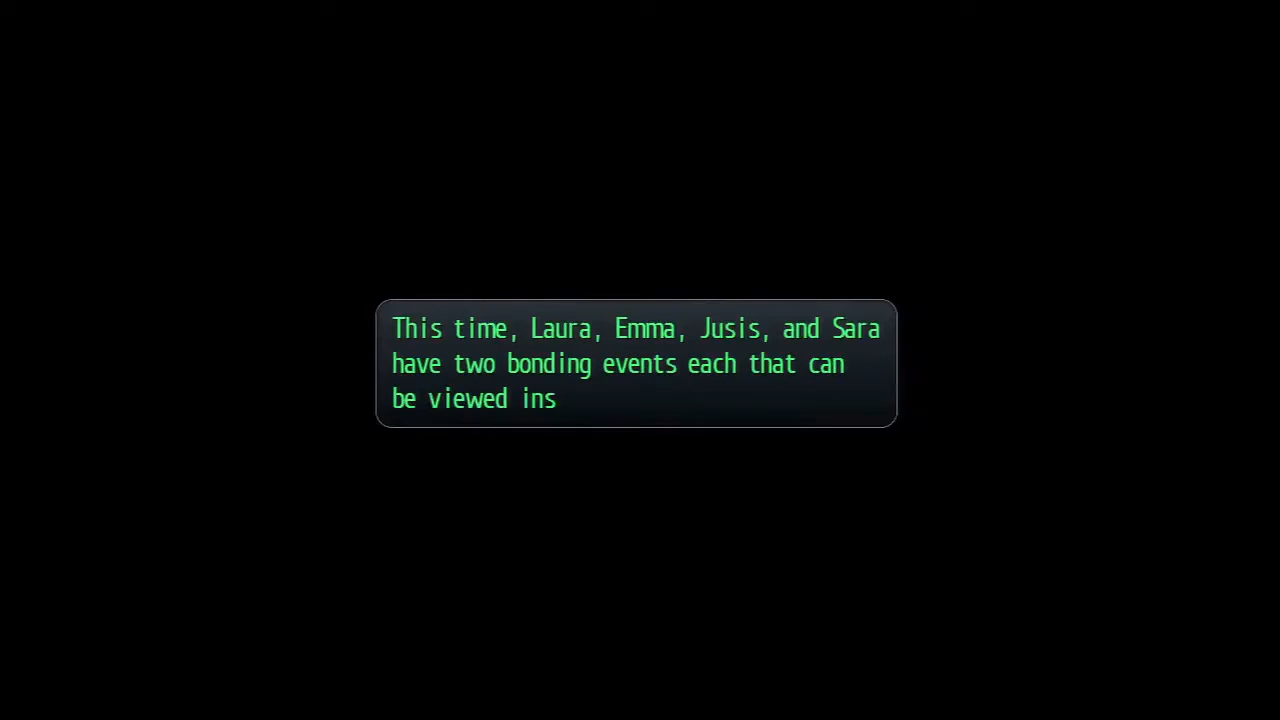 This time, Laura, Emma, Jusis, and Sara
have two bonding events each that can
be viewed ins